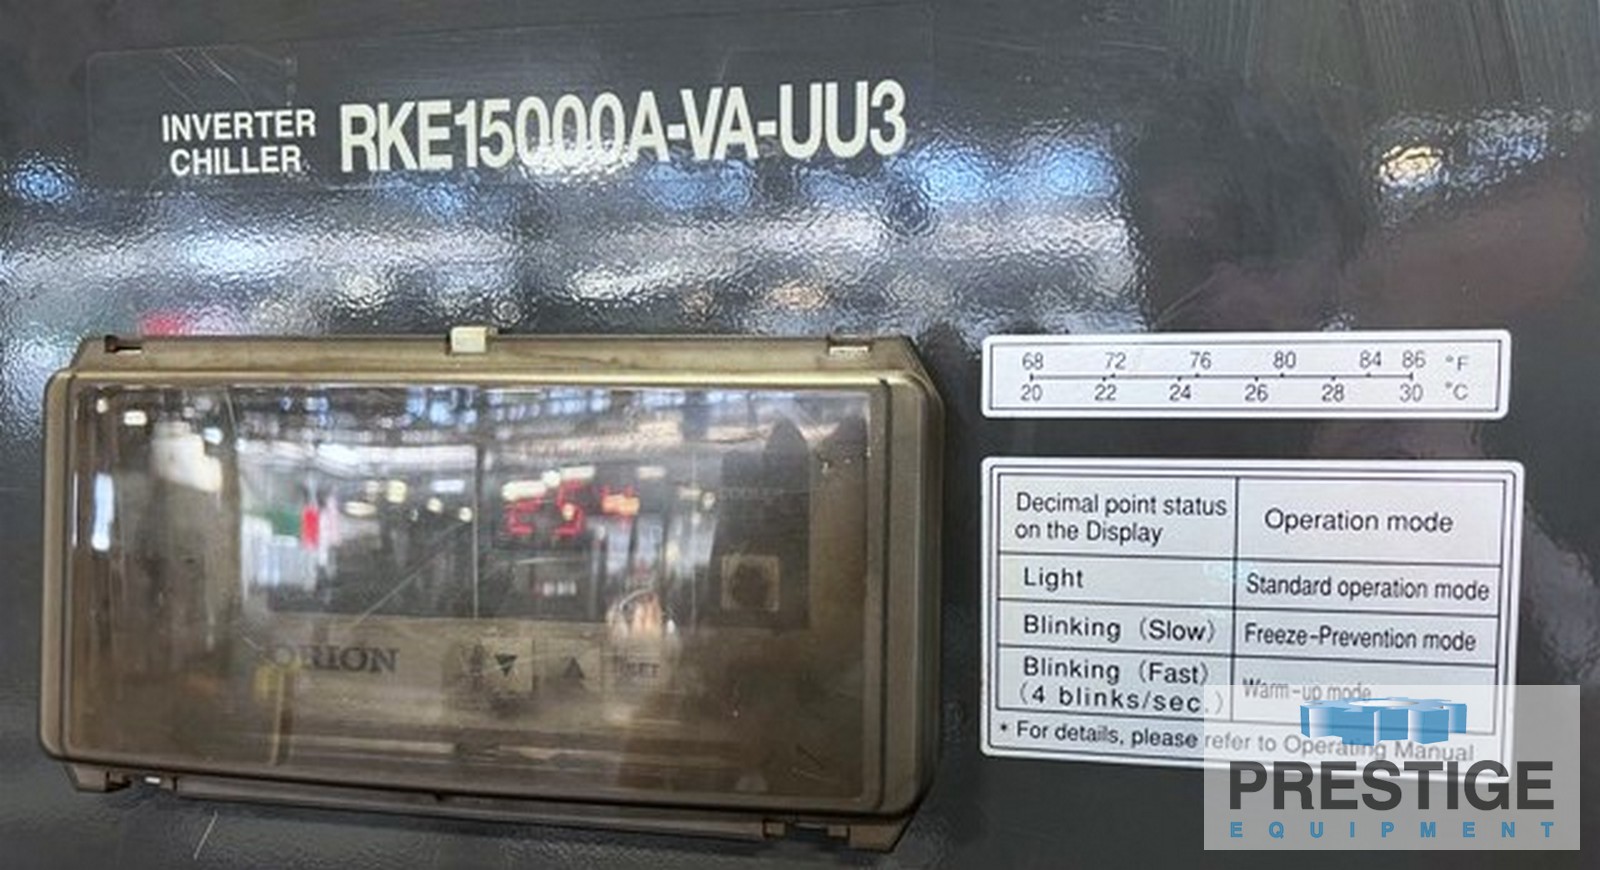 INVERTER
CHILLER
RKE15000A-VA-UU3
68 72 76 80 84 86 °F
20 22 24 26 28 30 °C
Decimal point status
on the Display
Operation mode
Light
Standard operation mode
Blinking (Slow)
Freeze-Prevention mode
Blinking (Fast)
(4 blinks/sec.)
Warm-up mode
* For details, please refer to Operating Manual
ORION
SET
PRESTIGE
EQUIPMENT